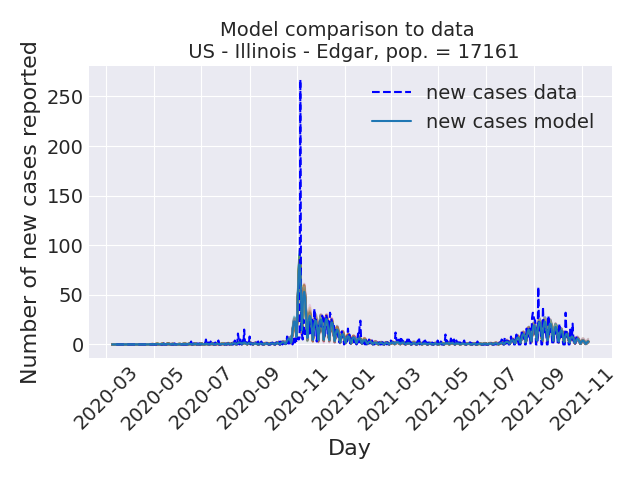 Model comparison to data
US - Illinois - Edgar, pop. = 17161
Number of new cases reported
250
200
150
100
50
0
new cases data
new cases model
2020-03
2020-05
2020-07
2020-09
2020-11
2021-01
2021-03
2021-05
2021-07
2021-09
2021-11
Day